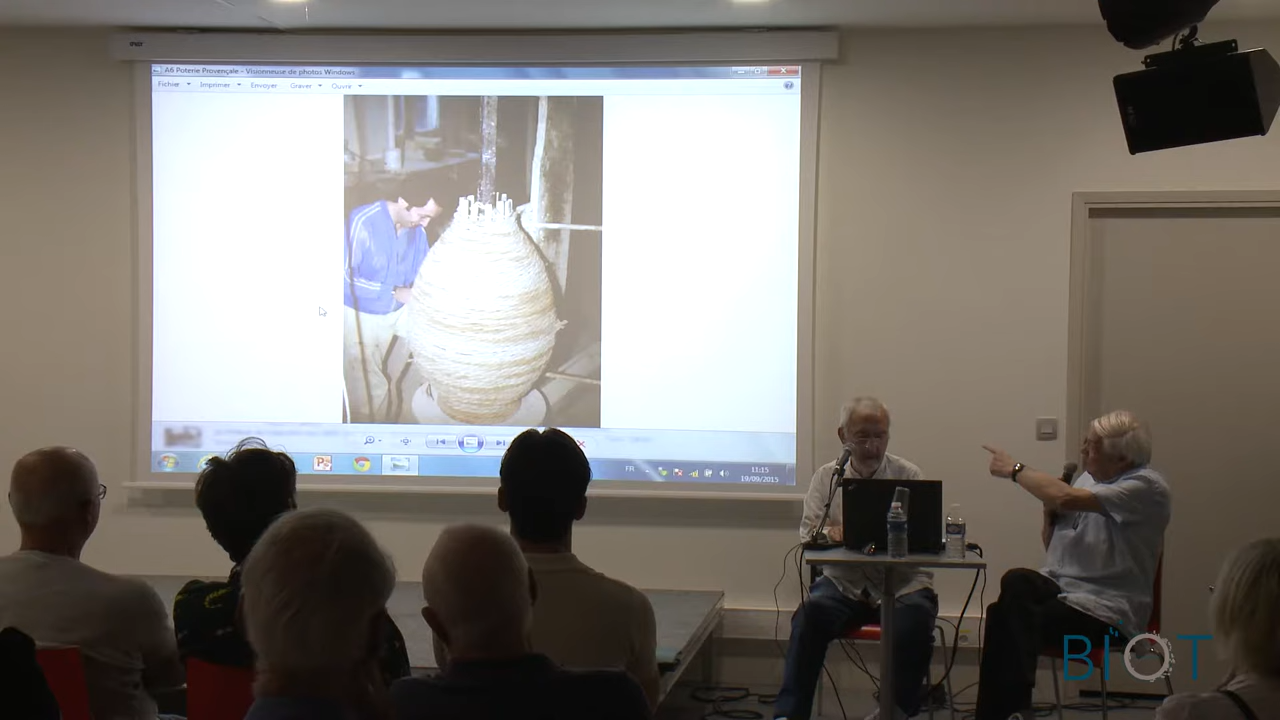 Afi Poterie Provençale - Visionneuse de photos Windows
Fichier Imprimer Envoyer Graver Ouvrir
FR 11:15
19/09/2015
BIOT